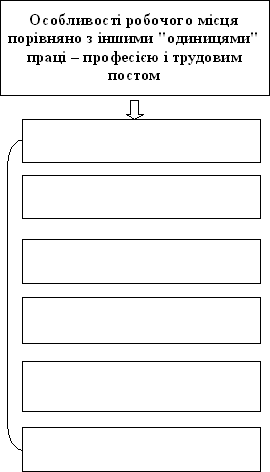 Особливості робочого місця
порівняно з іншими "одиницями"
праці – професією і трудовим
постом